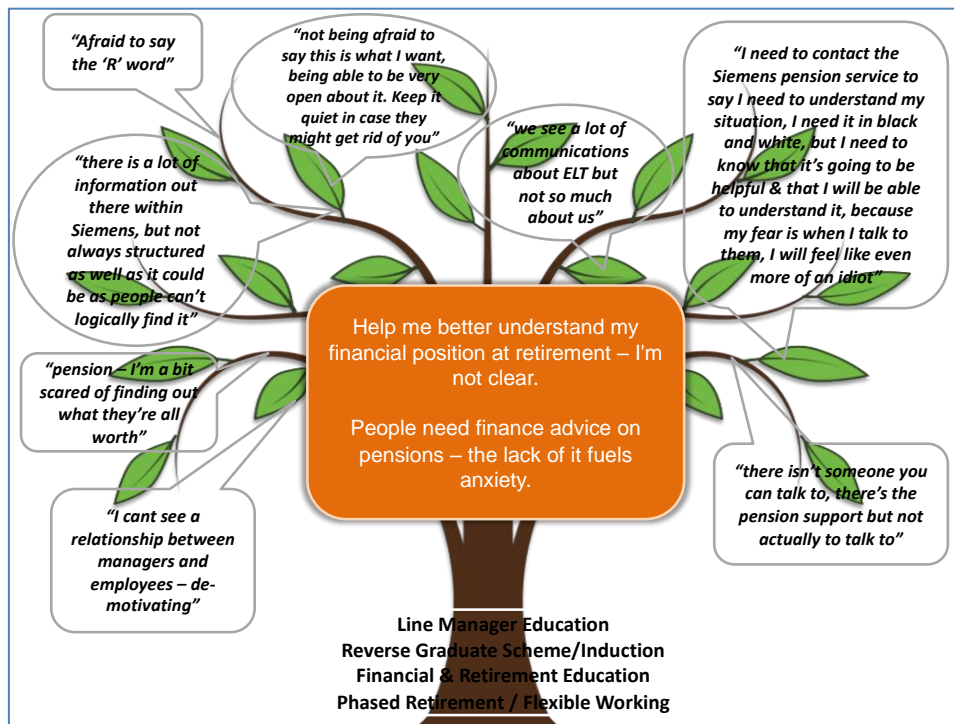 “Afraid to say
the ‘R’ word”
“not being afraid to
say this is what I want,
being able to be very
open about it. Keep it
quiet in case they
might get rid of you”
“we see a lot of
communications
about ELT but
not so much
about us”
“I need to contact the
Siemens pension service to
say I need to understand my
situation, I need it in black
and white, but I need to
know that it’s going to be
helpful & that I will be able
to understand it, because
my fear is when I talk to
them, I will feel like even
more of an idiot”
“there is a lot of
information out
there within
Siemens, but not
always structured
as well as it could
be as people can’t
logically find it”
Help me better understand my
financial position at retirement – I'm
not clear.
People need finance advice on
pensions – the lack of it fuels
anxiety.
“pension – I’m a bit
scared of finding out
what they’re all
worth”
“I cant see a
relationship between
managers and
employees – de-
motivating”
“there isn’t someone you
can talk to, there’s the
pension support but not
actually to talk to”
Line Manager Education
Reverse Graduate Scheme/Induction
Financial & Retirement Education
Phased Retirement / Flexible Working